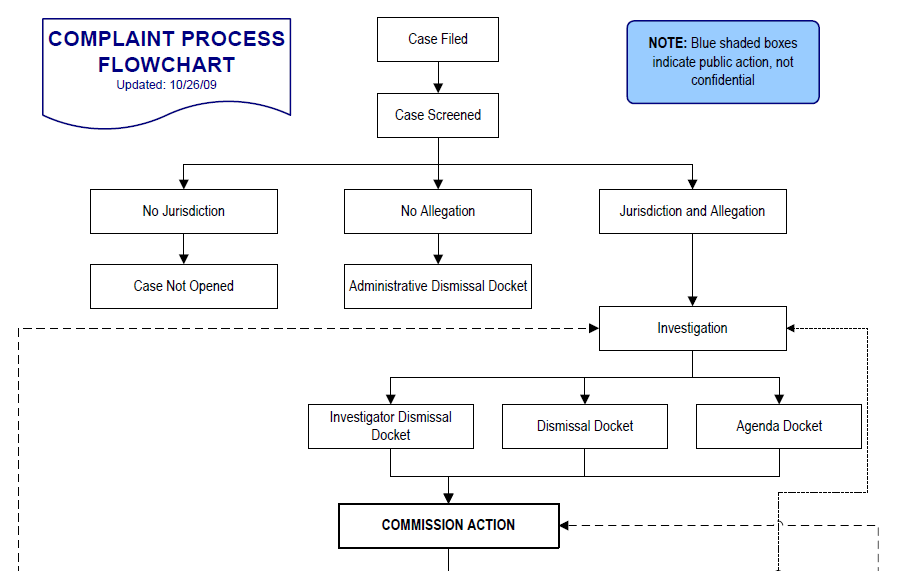 COMPLAINT PROCESS
FLOWCHART
Updated: 10/26/09
Case Filed
NOTE: Blue shaded boxes
indicate public action, not
confidential
Case Screened
No Jurisdiction
No Allegation
Jurisdiction and Allegation
Case Not Opened
Administrative Dismissal Docket
Investigation
Investigator Dismissal
Docket
Dismissal Docket
Agenda Docket
COMMISSION ACTION